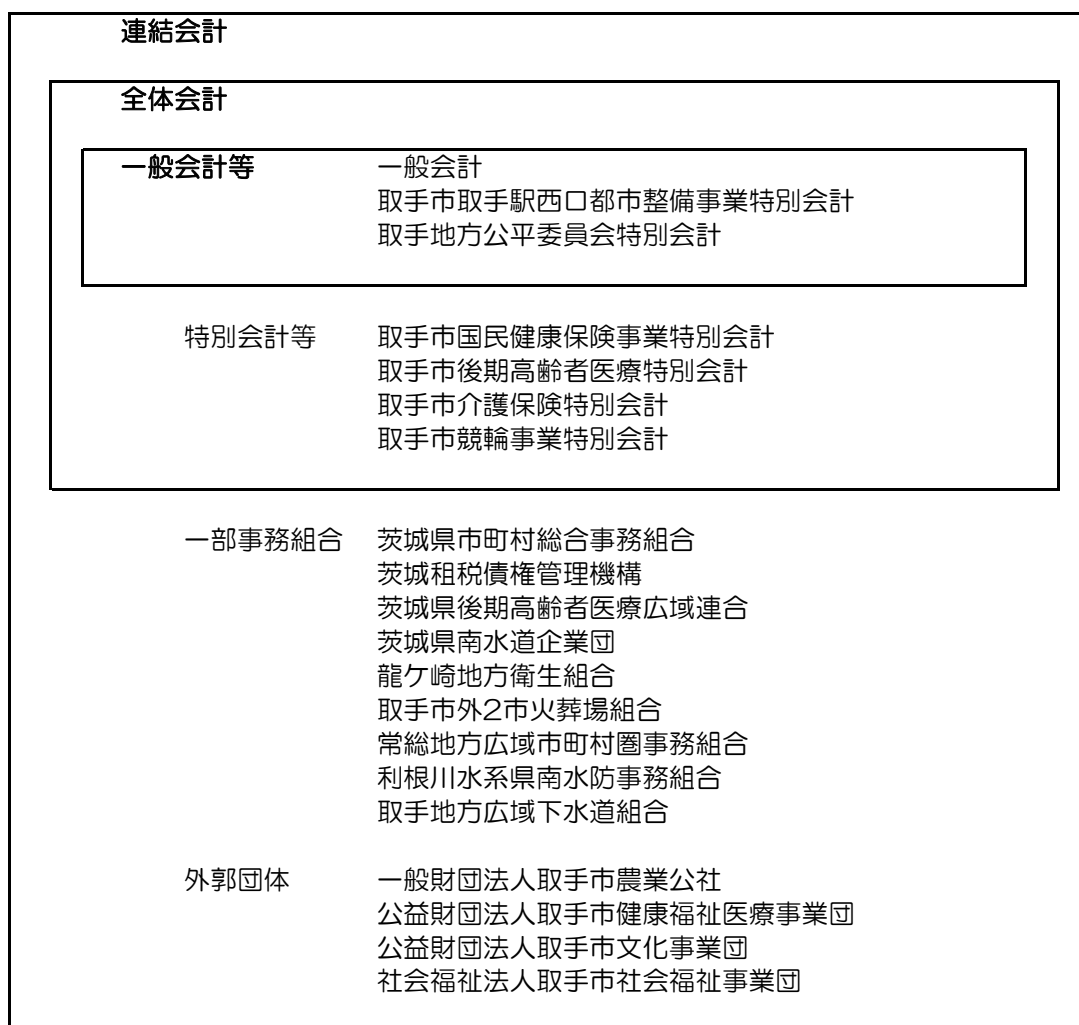 連結会計
全体会計
一般会計等 一般会計
取手市取手駅西口都市整備事業特別会計
取手地方公平委員会特別会計
特別会計等 取手市国民健康保険事業特別会計
取手市後期高齢者医療特別会計
取手市介護保険特別会計
取手市競輪事業特別会計
一部事務組合 茨城県市町村総合事務組合
茨城租税債権管理機構
茨城県後期高齢者医療広域連合
茨城県南水道企業団
龍ケ崎地方衛生組合
取手市外2市火葬場組合
常総地方広域市町村圏事務組合
利根川水系県南水防事務組合
取手地方広域下水道組合
外郭団体 一般財団法人取手市農業公社
公益財団法人取手市健康福祉医療事業団
公益財団法人取手市文化事業団
社会福祉法人取手市社会福祉事業団